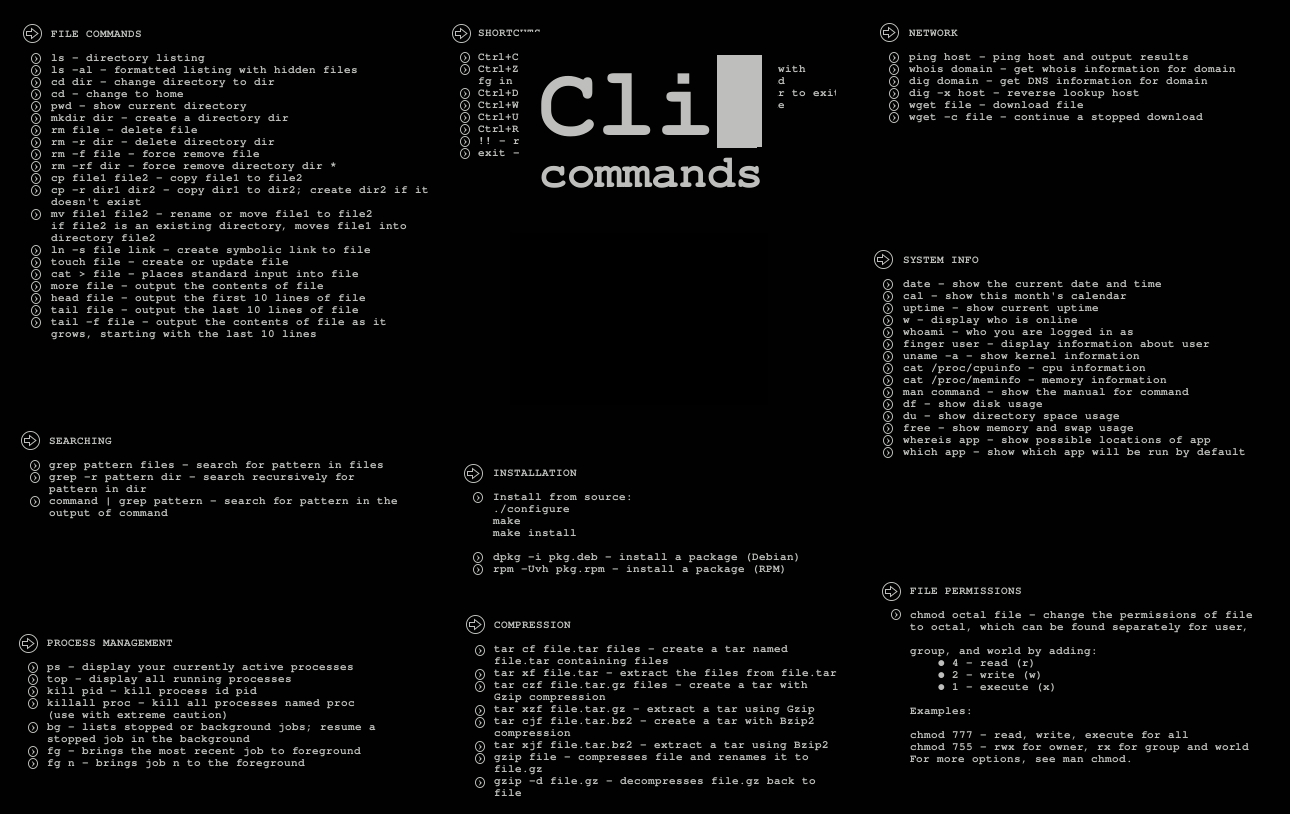 FILE COMMANDS
ls - directory listing
ls -al - formatted listing with hidden files
cd dir - change directory to dir
cd - change to home
pwd - show current directory
mkdir dir - create a directory dir
rm file - delete file
rm -r dir - delete directory dir
rm -f file - force remove file
rm -rf dir - force remove directory dir *
cp file1 file2 - copy file1 to file2
cp -r dir1 dir2 - copy dir1 to dir2; create dir2 if it
doesn't exist
mv file1 file2 - rename or move file1 to file2
if file2 is an existing directory, moves file1 into
directory file2
ln -s file link - create symbolic link to file
touch file - create or update file
cat > file - places standard input into file
more file - output the contents of file
head file - output the first 10 lines of file
tail file - output the last 10 lines of file
tail -f file - output the contents of file as it
grows, starting with the last 10 lines
SEARCHING
grep pattern files - search for pattern in files
grep -r pattern dir - search recursively for
pattern in dir
command | grep pattern - search for pattern in the
output of command
PROCESS MANAGEMENT
ps - display your currently active processes
top - display all running processes
kill pid - kill process id pid
killall proc - kill all processes named proc
(use with extreme caution)
bg - lists stopped or background jobs; resume a
stopped job in the background
fg - brings the most recent job to foreground
fg n - brings job n to the foreground
Cli
commands
Ctrl+C
Ctrl+Z with
fg in d
Ctrl+D r to exit
Ctrl+W e
Ctrl+U
Ctrl+R
!! - r
exit -
INSTALLATION
Install from source:
./configure
make
make install
dpkg -i pkg.deb - install a package (Debian)
rpm -Uvh pkg.rpm - install a package (RPM)
COMPRESSION
tar cf file.tar files - create a tar named
file.tar containing files
tar xf file.tar - extract the files from file.tar
tar czf file.tar.gz files - create a tar with
Gzip compression
tar xzf file.tar.gz - extract a tar using Gzip
tar cjf file.tar.bz2 - create a tar with Bzip2
compression
tar xjf file.tar.bz2 - extract a tar using Bzip2
gzip file - compresses file and renames it to
file.gz
gzip -d file.gz - decompresses file.gz back to
file
NETWORK
ping host - ping host and output results
whois domain - get whois information for domain
dig domain - get DNS information for domain
dig -x host - reverse lookup host
wget file - download file
wget -c file - continue a stopped download
SYSTEM INFO
date - show the current date and time
cal - show this month's calendar
uptime - show current uptime
w - display who is online
whoami - who you are logged in as
finger user - display information about user
uname -a - show kernel information
cat /proc/cpuinfo - cpu information
cat /proc/meminfo - memory information
man command - show the manual for command
df - show disk usage
du - show directory space usage
free - show memory and swap usage
whereis app - show possible locations of app
which app - show which app will be run by default
FILE PERMISSIONS
chmod octal file - change the permissions of file
to octal, which can be found separately for user,
group, and world by adding:
● 4 - read (r)
● 2 - write (w)
● 1 - execute (x)
Examples:
chmod 777 - read, write, execute for all
chmod 755 - rwx for owner, rx for group and world
For more options, see man chmod.